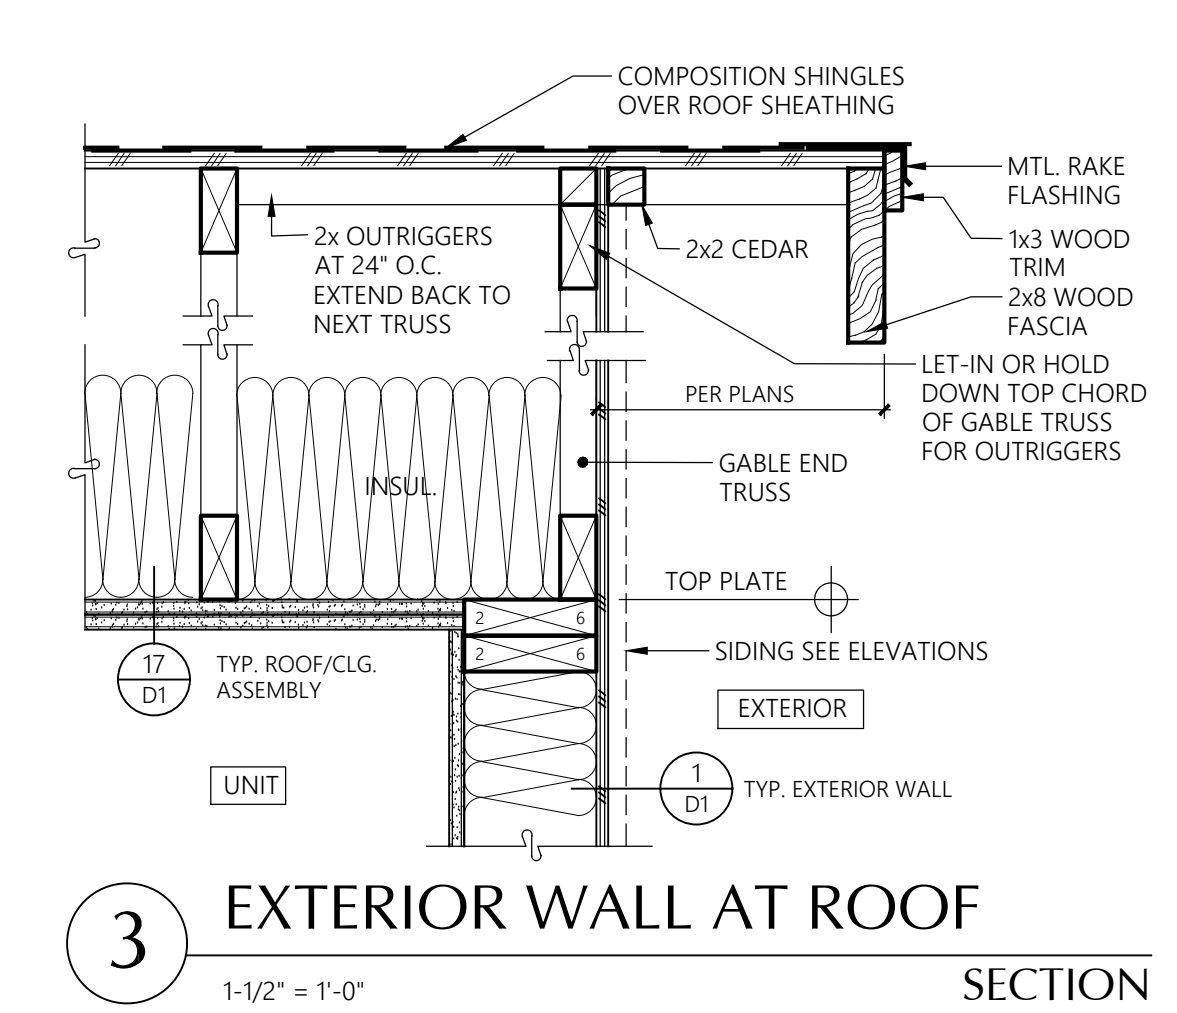 COMPOSITION SHINGLES
OVER ROOF SHEATHING
MTL. RAKE
FLASHING
2x OUTRIGGERS
AT 24" O.C.
EXTEND BACK TO
NEXT TRUSS
2x2 CEDAR
1x3 WOOD
TRIM
2x8 WOOD
FASCIA
LET-IN OR HOLD
DOWN TOP CHORD
OF GABLE TRUSS
FOR OUTRIGGERS
PER PLANS
INSUL.
GABLE END
TRUSS
TOP PLATE
2 6
2 6
17
D1
TYP. ROOF/CLG.
ASSEMBLY
SIDING SEE ELEVATIONS
EXTERIOR
UNIT
1
D1
TYP. EXTERIOR WALL
3
EXTERIOR WALL AT ROOF
1-1/2" = 1'-0"
SECTION